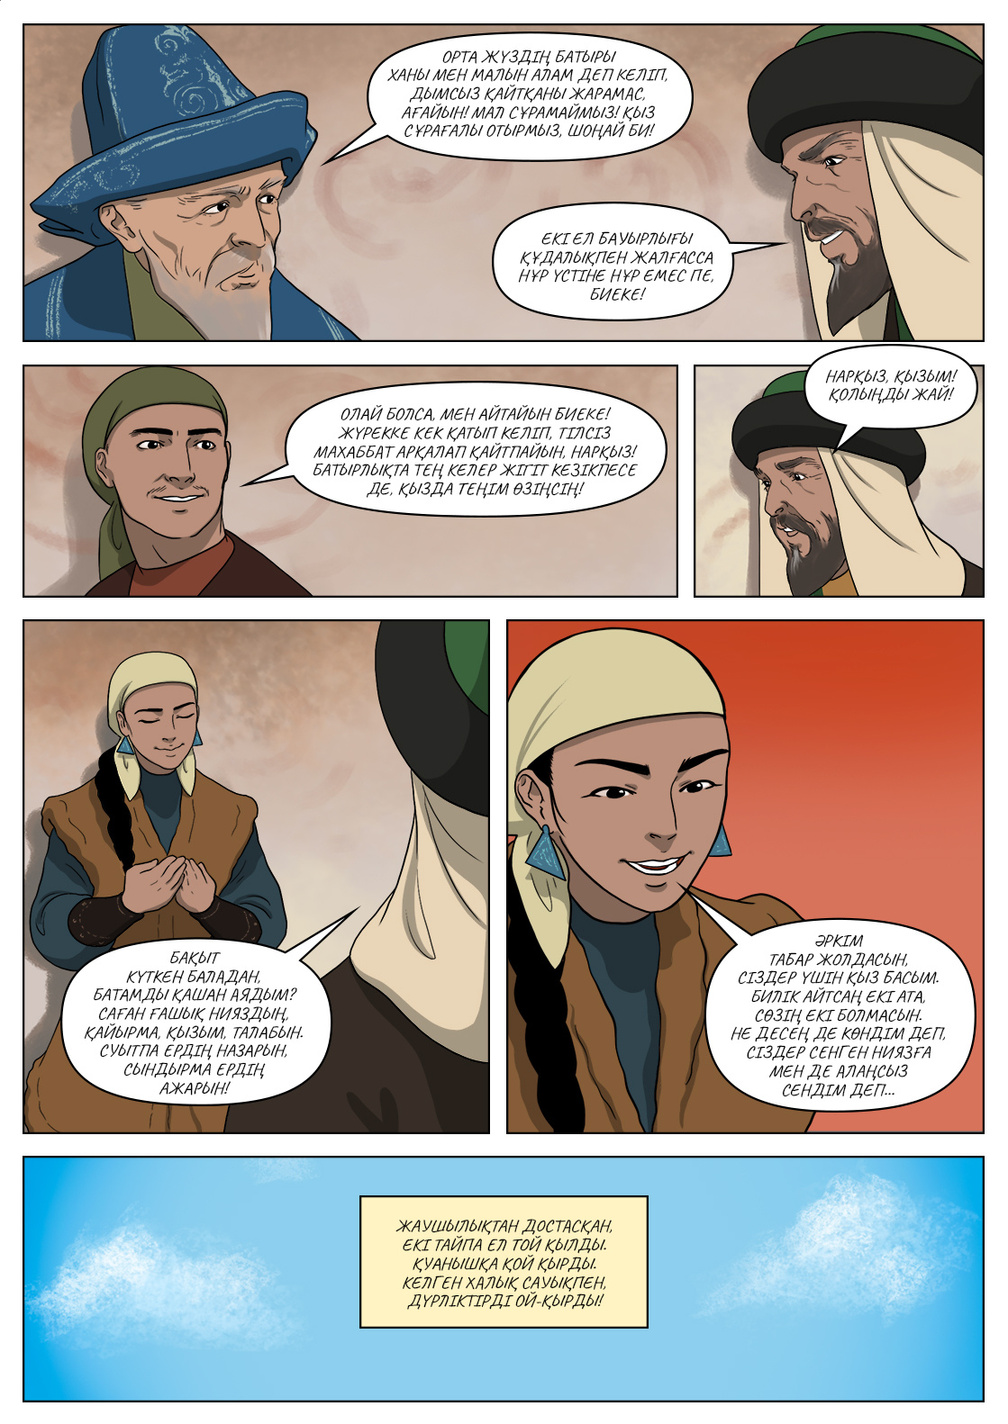 ОРТА ЖҮЗДІҢ БАТЫРЫ
ХАНЫ МЕН МАЛЫН АЛАМ ДЕП КЕЛІП,
ДЫМСЫЗ ҚАЙТҚАНЫ ЖАРАМАС,
АҒАЙЫН! МАЛ СҰРАМАЙМЫЗ! ҚЫЗ
СҰРАҒАЛЫ ОТЫРМЫЗ, ШОҢАЙ БИ!
ЕКІ ЕЛ БАУЫРЛЫҒЫ
ҚҰДАЛЫҚПЕН ЖАЛҒАССА
НҰР ҮСТІНЕ НҰР ЕМЕС ПЕ,
БИЕКЕ!
ОЛАЙ БОЛСА, МЕН АЙТАЙЫН БИЕКЕ!
ЖҮРЕККЕ КЕК ҚАТЫП КЕЛІП, ТІЛСІЗ
МАХАББАТ АРҚАЛАП ҚАЙТПАЙЫН, НАРҚЫЗ!
БАТЫРЛЫҚТА ТЕҢ КЕЛЕР ЖІГІТ КЕЗІКПЕСЕ
ДЕ, ҚЫЗДА ТЕҢІМ ӨЗІҢСІҢ!
НАРҚЫЗ, ҚЫЗЫМ!
ҚОЛЫҢДЫ ЖАЙ!
БАҚЫТ
КҮТКЕН БАЛАДАН,
БАТАМДЫ ҚАШАН АЯДЫМ?
САҒАН ҒАШЫҚ НИЯЗДЫҢ,
ҚАЙЫРМА, ҚЫЗЫМ, ТАЛАБЫН.
СУЫТПА ЕРДІҢ НАЗАРЫН,
СЫНДЫРМА ЕРДІҢ
АЖАРЫН!
ӘРКІМ
ТАБАР ЖОЛДАСЫН,
СІЗДЕР ҮШІН ҚЫЗ БАСЫМ.
БИЛІК АЙТСАҢ ЕКІ АТА,
СӨЗІҢ ЕКІ БОЛМАСЫН.
НЕ ДЕСЕҢ ДЕ КӨНДІМ ДЕП,
СІЗДЕР СЕНГЕН НИЯЗҒА
МЕН ДЕ АЛАҢСЫЗ
СЕНДІМ ДЕП...
ЖАУШЫЛЫҚТАН ДОСТАСҚАН,
ЕКІ ТАЙПА ЕЛ ТОЙ ҚЫЛДЫ.
ҚУАНЫШҚА ҚОЙ ҚЫРДЫ.
КЕЛГЕН ХАЛЫҚ САУЫҚПЕН,
ДҮРЛІКТІРДІ ОЙ-ҚЫРДЫ!